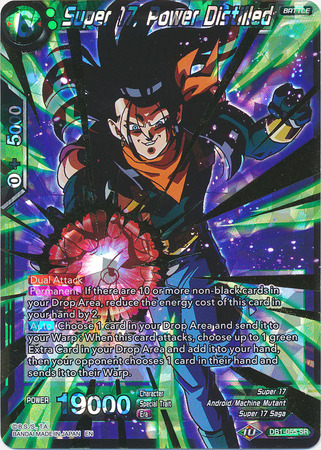 Super 17, Power Distilled
BATTLE
0 + 5000
Dual Attack
Permanent If there are 10 or more non-black cards in
your Drop Area, reduce the energy cost of this card in
your hand by 2.
Auto Choose 1 card in your Drop Area and send it to
your Warp : When this card attacks, choose up to 1 green
Extra Card in your Drop Area and add it to your hand,
then your opponent chooses 1 card in their hand and
sends it to their Warp.
POWER 19000
Character Super 17
Special Trait Android/Machine Mutant
Era Super 17 Saga
BANDAI MADE IN JAPAN EN
DB1-055 SR